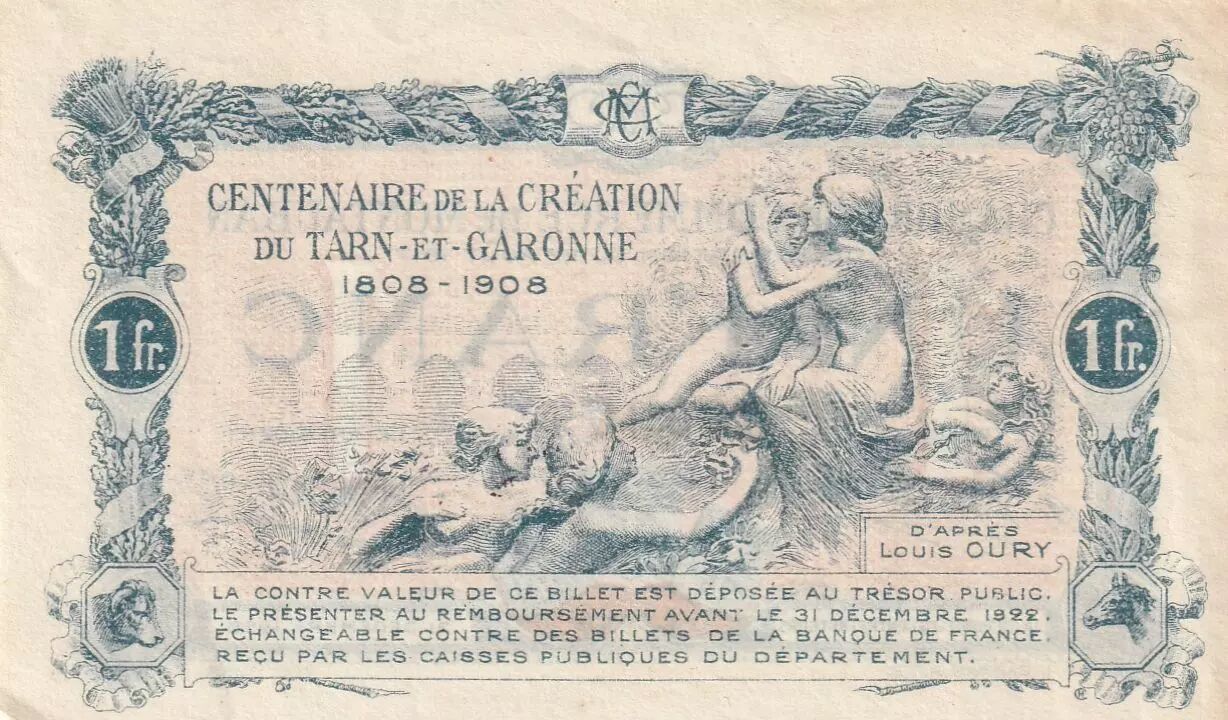 CENTENAIRE DE LA CRÉATION
DU TARN-ET-GARONNE
1808 - 1908
1 fr.
1 fr.
D'APRÈS
LOUIS OURY
LA CONTRE VALEUR DE CE BILLET EST DÉPOSÉE AU TRÉSOR PUBLIC.
LE PRÉSENTER AU REMBOURSEMENT AVANT LE 31 DÉCEMBRE 1922.
ÉCHANGEABLE CONTRE DES BILLETS DE LA BANQUE DE FRANCE.
REÇU PAR LES CAISSES PUBLIQUES DU DÉPARTEMENT.